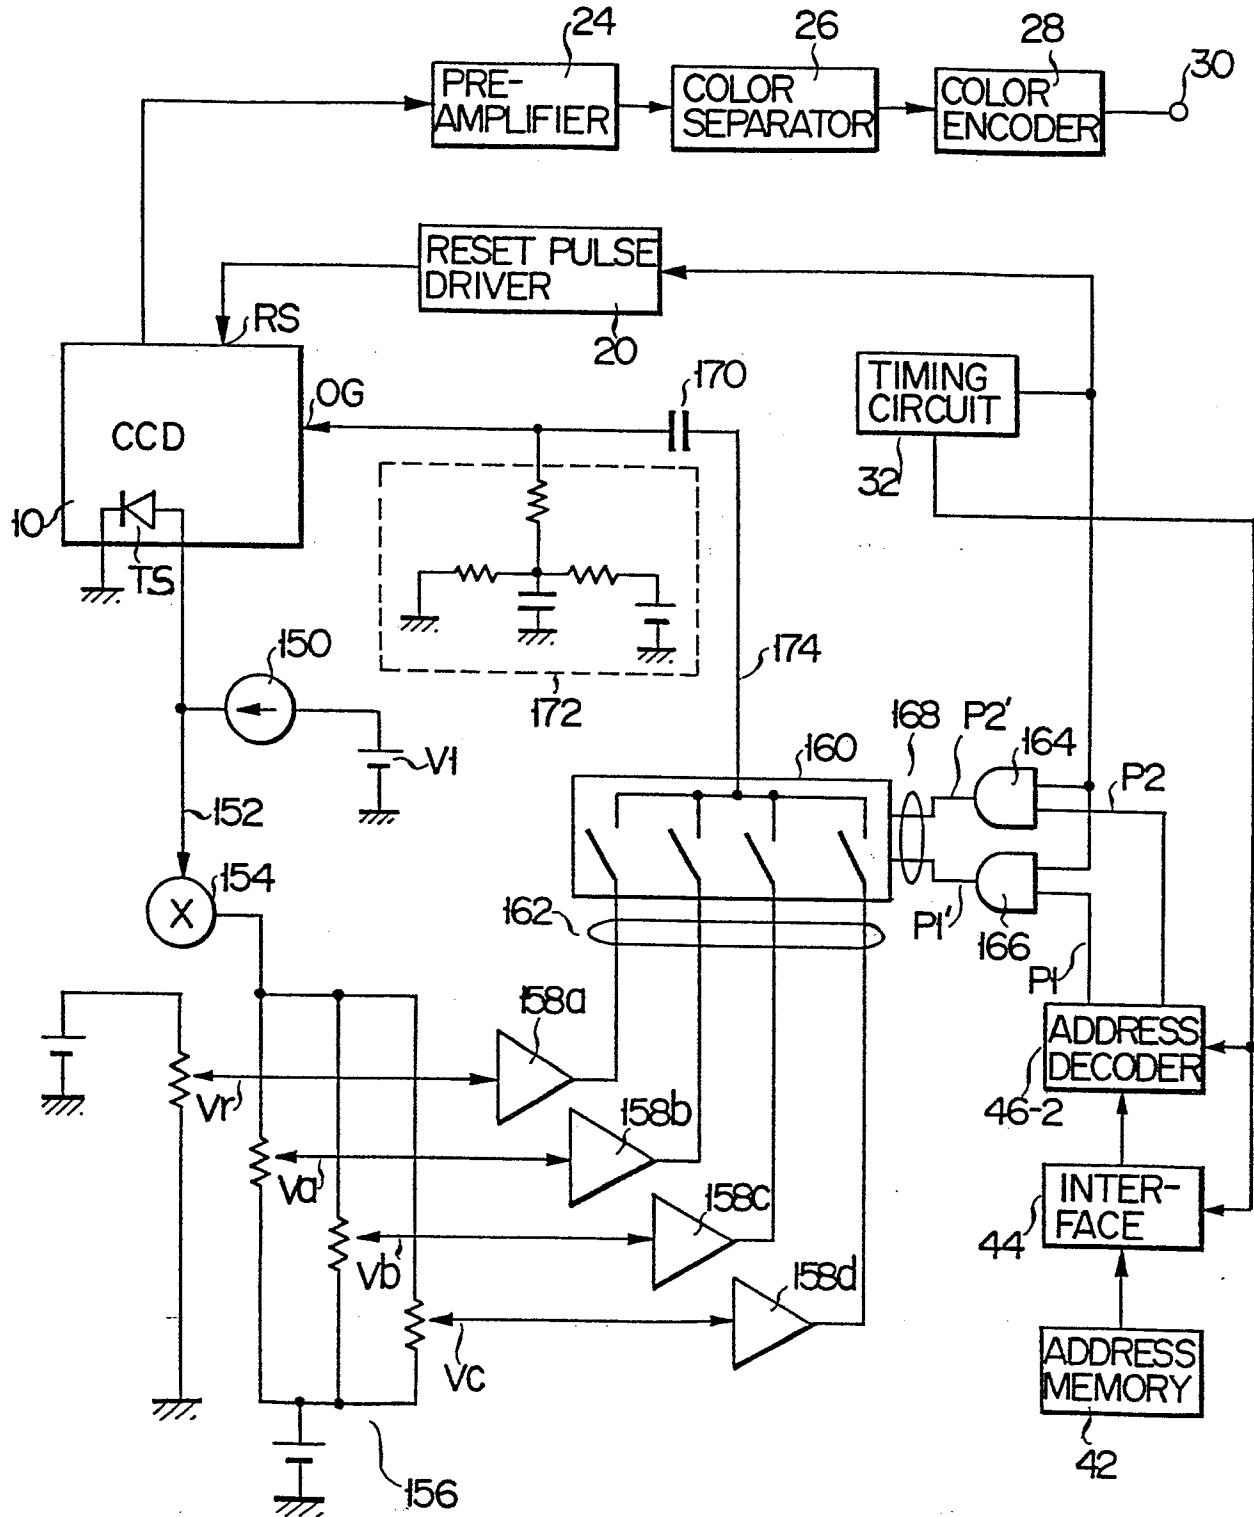 24
26
28
30
PRE-
AMPLIFIER
COLOR
SEPARATOR
COLOR
ENCODER
RESET PULSE
DRIVER
20
RS
OG
170
TIMING
CIRCUIT
32
CCD
10
TS
150
172
174
V1
152
160
168
P2'
164
P2
154
162
P1'
166
P1
158a
ADDRESS
DECODER
46-2
Vr
158b
Va
158c
INTER-
FACE
44
Vb
158d
Vc
ADDRESS
MEMORY
42
156
X